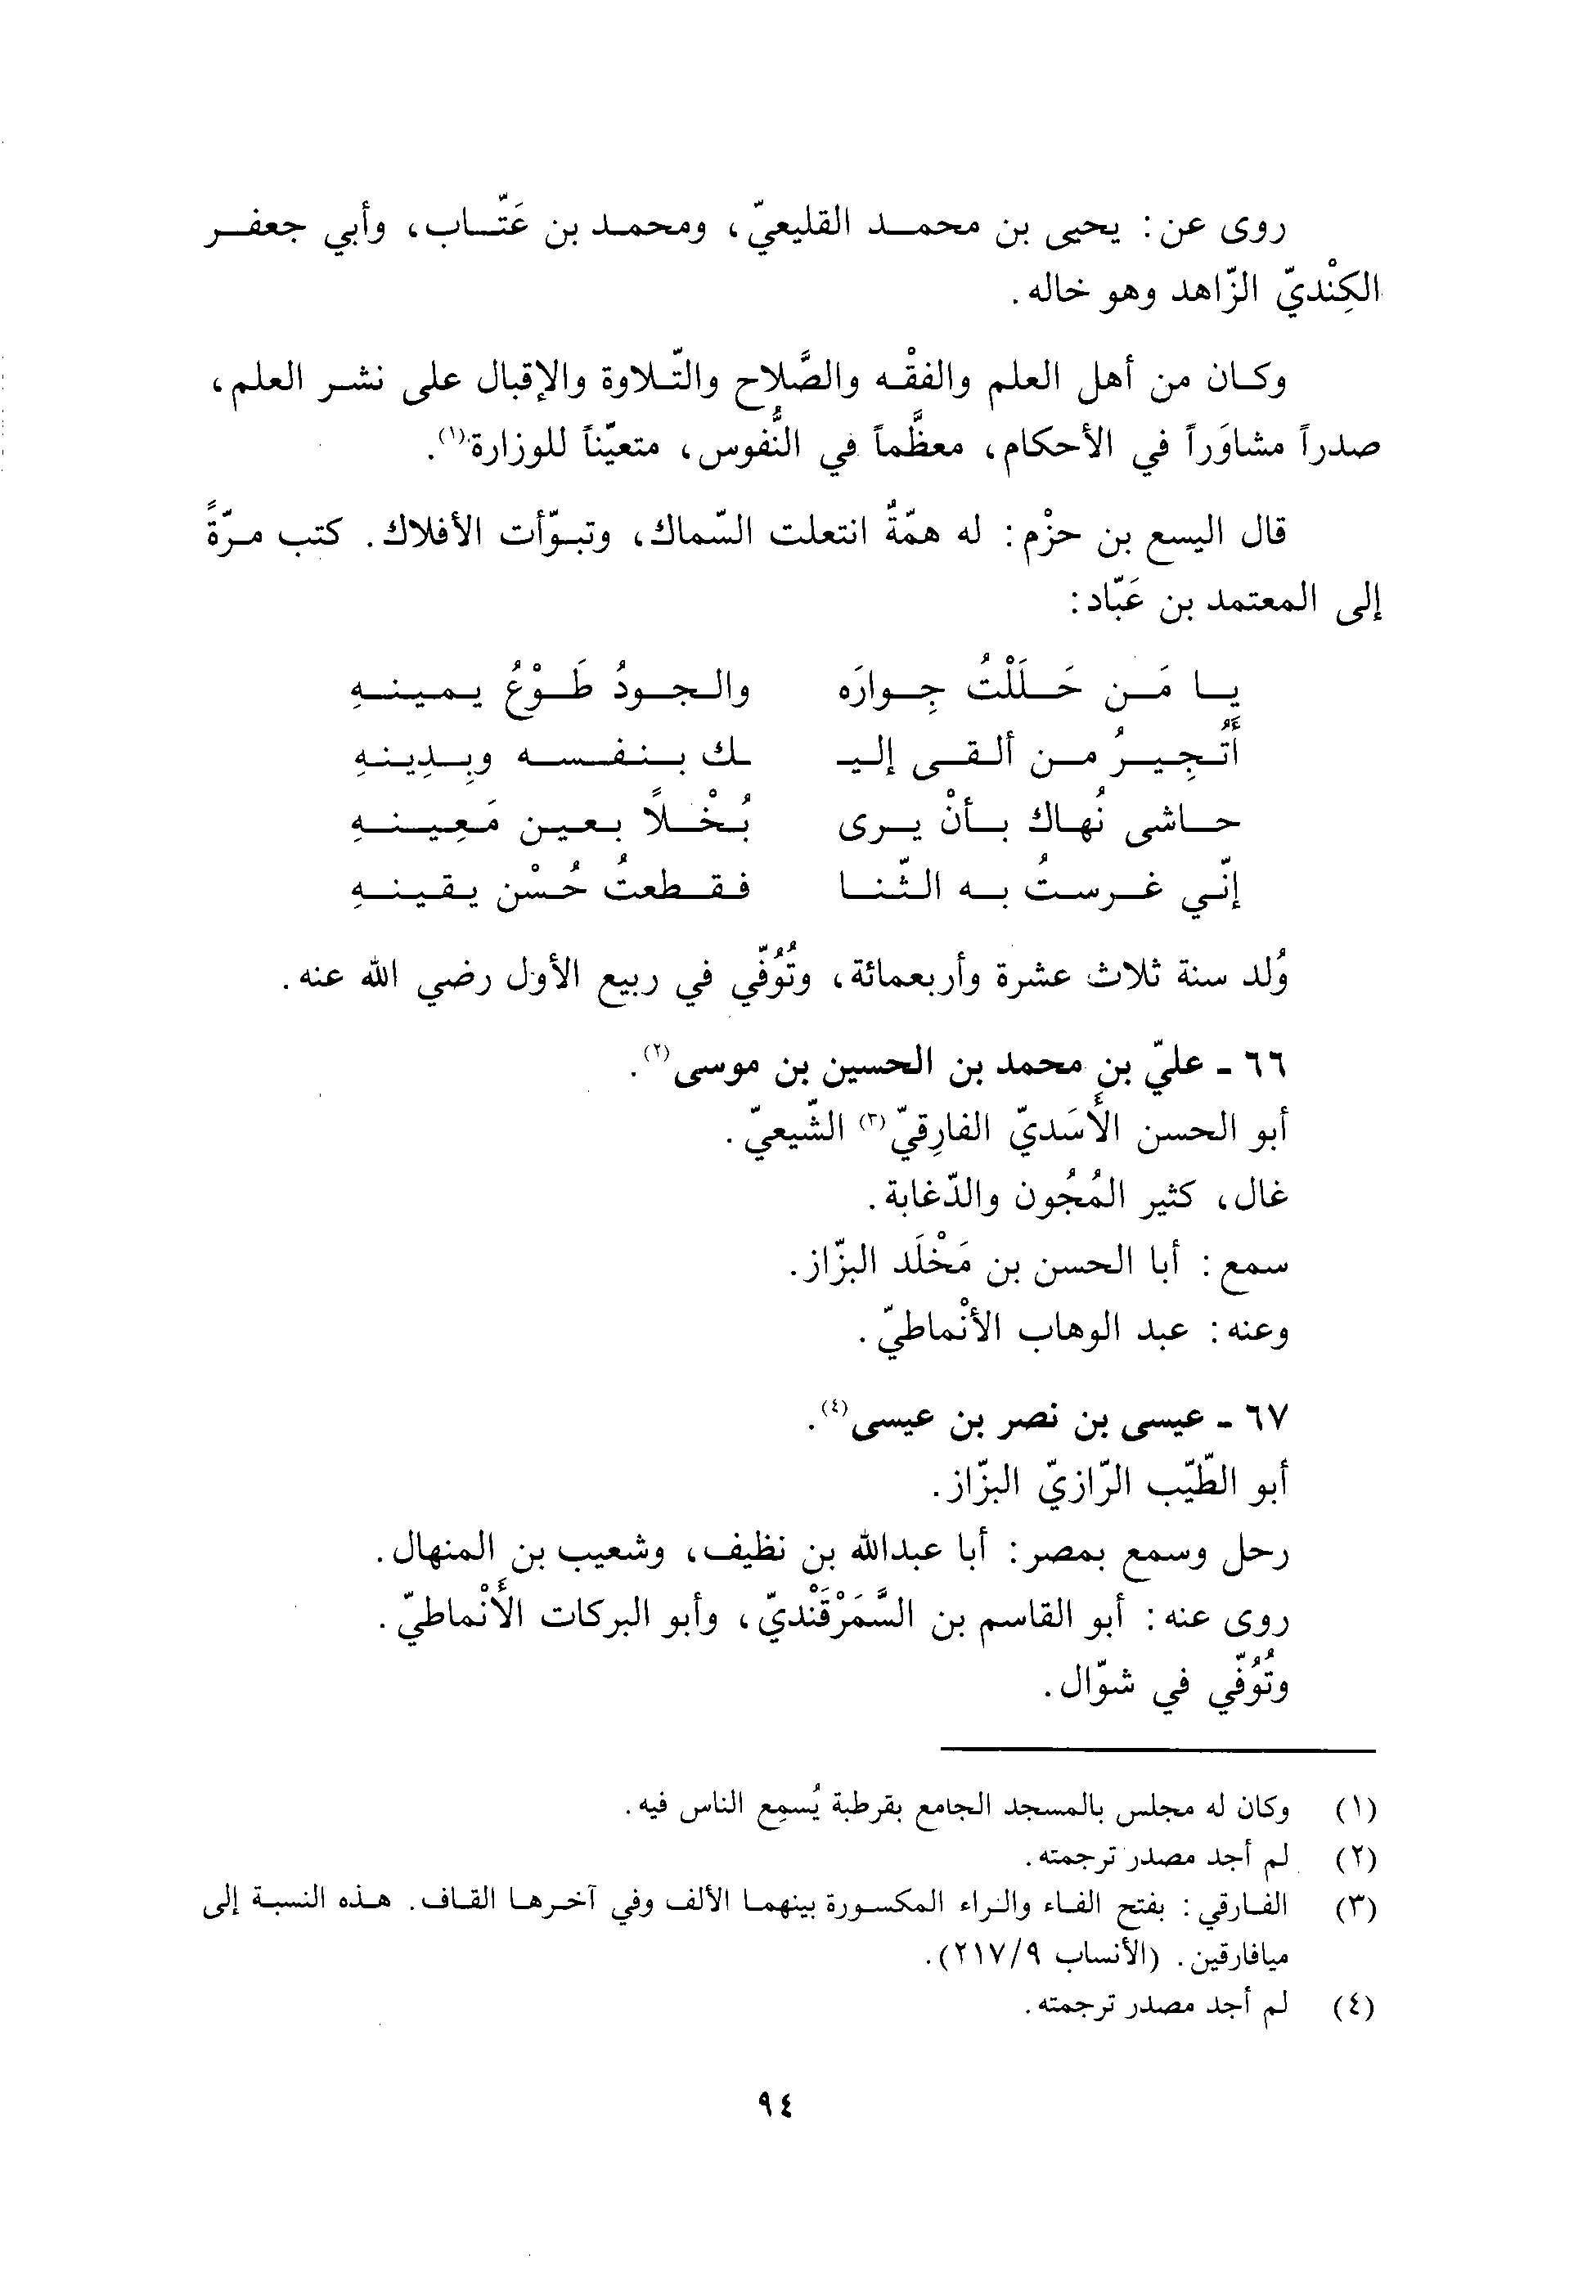 روى عن: يحيى بن محمد القليعيّ، ومحمد بن عَتّاب، وأبي جعفر
الكِنْديّ الزّاهد وهو خاله.
وكان من أهل العلم والفقْه والصَّلاح والتّلاوة والإقبال على نشر العلم،
صدراً مشاوَراً في الأحكام، معظَّماً في النُّفوس، متعيّناً للوزارة(١).
قال اليسع بن حزْم: له همّةٌ انتعلت السّماك، وتبوّأت الأفلاك. كتب مرّةً
إلى المعتمد بن عَبّاد:
يا مَن حَلَلْتُ جِوارَه والجودُ طَوْعُ يمينهِ
أَتُجِيرُ من ألقى إليـ ـك بنفسه وبِدِينهِ
حاشى نُهاك بأنْ يرى بُخْلاً بعين مَعِينهِ
إنّي غرستُ به الثّنا فقطعتُ حُسْن يقينهِ
وُلد سنة ثلاث عشرة وأربعمائة، وتُوُفّي في ربيع الأول رضي الله عنه.
٦٦ - عليّ بن محمد بن الحسين بن موسى(٢).
أبو الحسن الأَسَديّ الفارِقيّ(٣) الشّيعيّ.
غال، كثير المُجُون والدّغابة.
سمع: أبا الحسن بن مَخْلَد البزّاز.
وعنه: عبد الوهاب الأنْماطيّ.
٦٧ - عيسى بن نصر بن عيسى(٤).
أبو الطّيّب الرّازيّ البزّاز.
رحل وسمع بمصر: أبا عبدالله بن نظيف، وشعيب بن المنهال.
روى عنه: أبو القاسم بن السَّمَرْقَنْديّ، وأبو البركات الأَنْماطيّ.
وتُوُفّي في شوّال.
(١) وكان له مجلس بالمسجد الجامع بقرطبة يُسمِع الناس فيه.
(٢) لم أجد مصدر ترجمته.
(٣) الفارقي: بفتح الفاء والراء المكسورة بينهما الألف وفي آخرها القاف. هذه النسبة إلى
ميافارقين. (الأنساب ٢١٧/٩).
(٤) لم أجد مصدر ترجمته.
٩٤